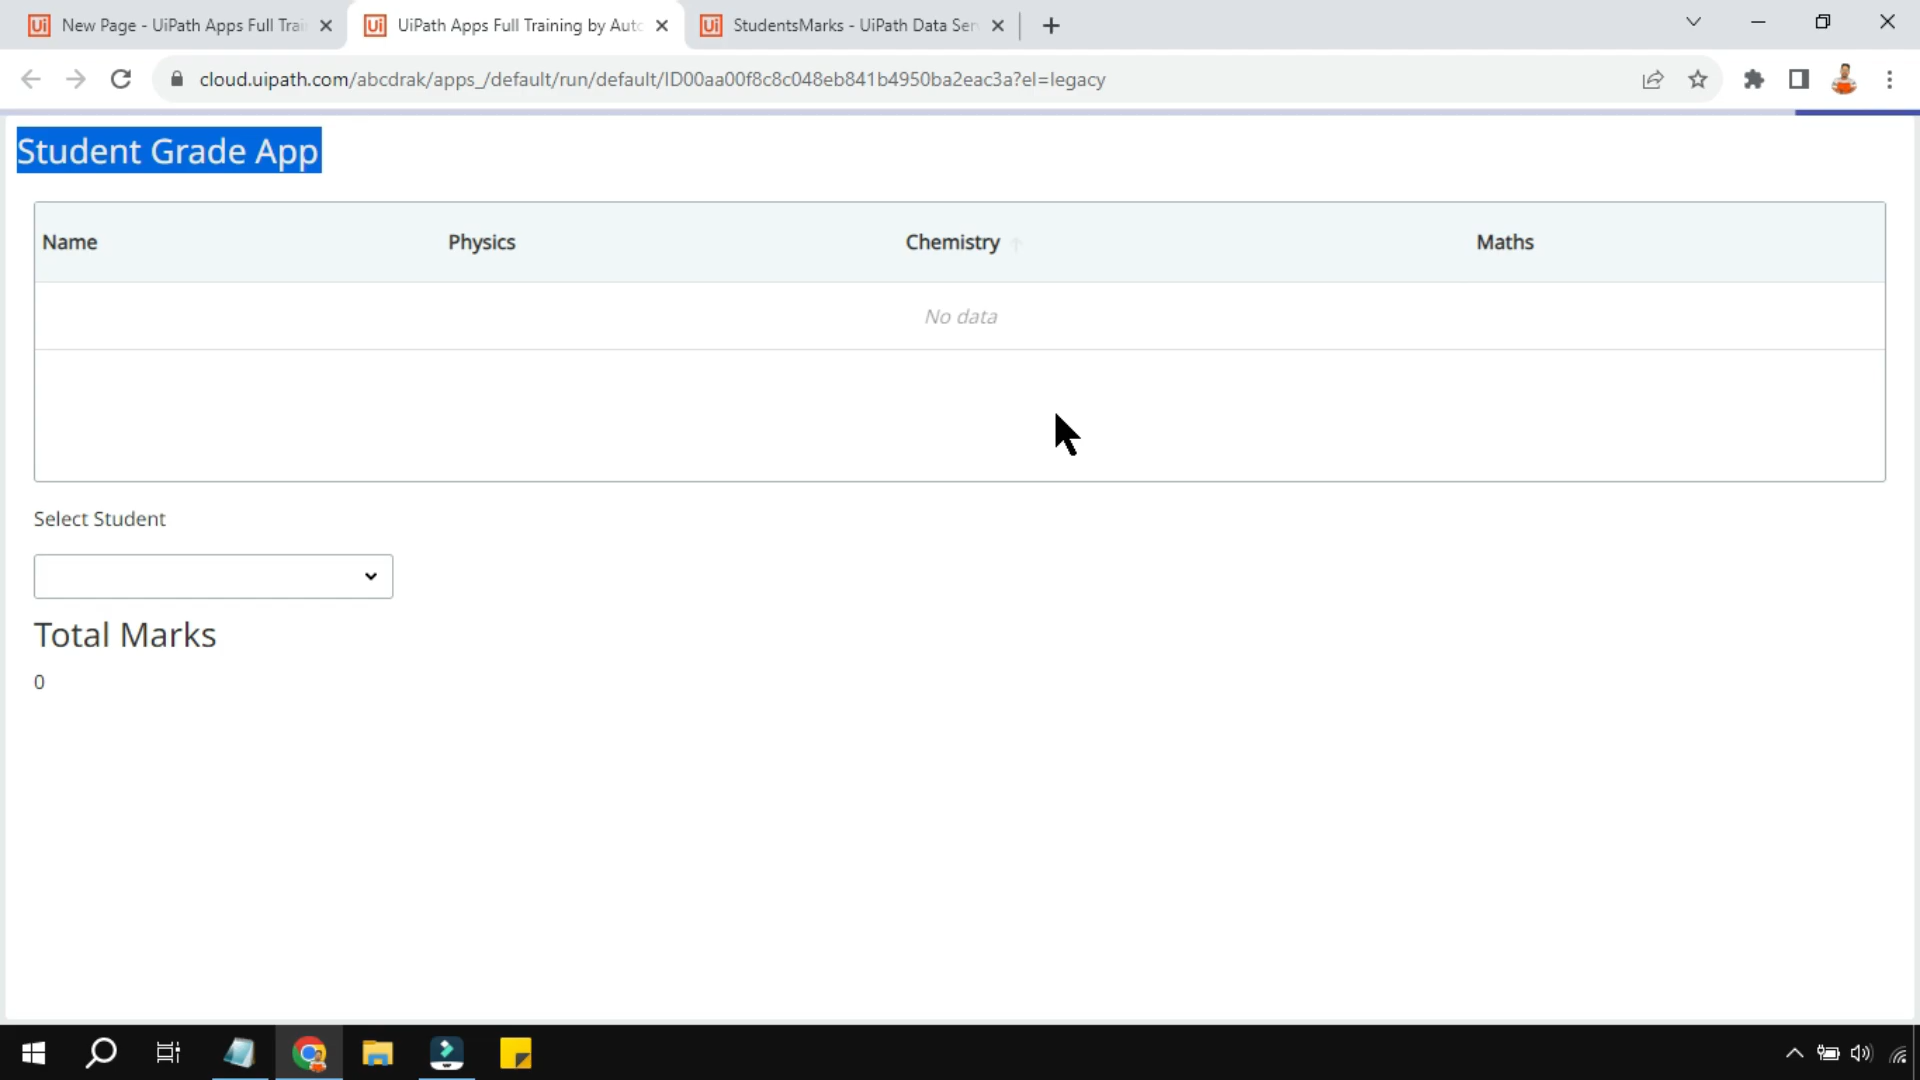 New Page - UiPath Apps Full Trai
UiPath Apps Full Training by Auto
StudentsMarks - UiPath Data Ser
cloud.uipath.com/abcdrak/apps_/default/run/default/ID00aa00f8c8c048eb841b4950ba2eac3a?el=legacy
Student Grade App
Name Physics Chemistry Maths
No data
Select Student
Total Marks
0